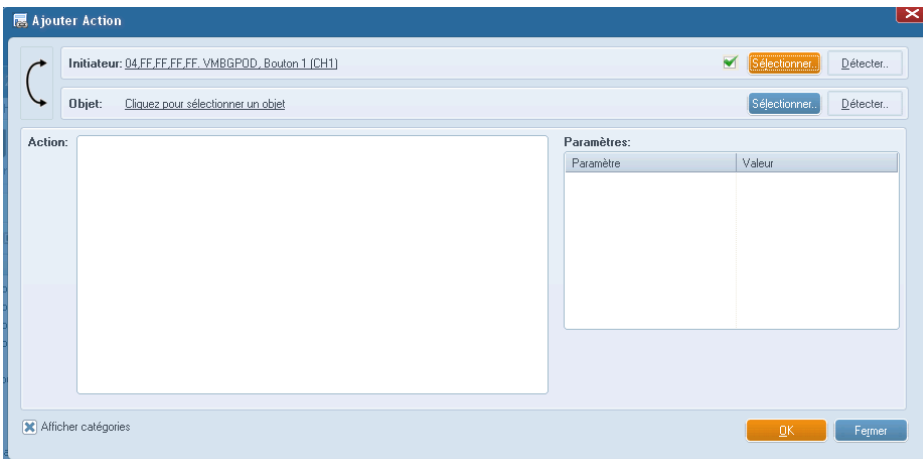 Ajouter Action
Initiateur: 04,FF,FF,FF,FF. VMBGPOD, Bouton 1 (CH1)
Sélectionner..
Détecter..
Objet: Cliquez pour sélectionner un objet
Sélectionner..
Détecter..
Action:
Paramètres:
Paramètre Valeur
Afficher catégories
OK
Fermer